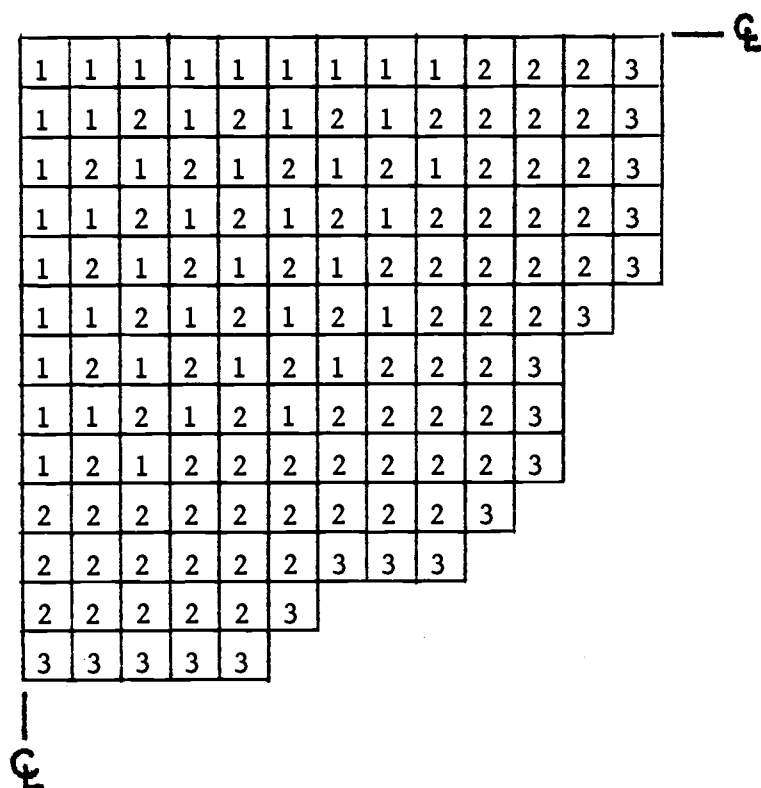 ℄
1 1 1 1 1 1 1 1 1 2 2 2 3
1 1 2 1 2 1 2 1 2 2 2 2 3
1 2 1 2 1 2 1 2 1 2 2 2 3
1 1 2 1 2 1 2 1 2 2 2 2 3
1 2 1 2 1 2 1 2 2 2 2 2 3
1 1 2 1 2 1 2 1 2 2 2 3
1 2 1 2 1 2 1 2 2 2 3
1 1 2 1 2 1 2 2 2 2 3
1 2 1 2 2 2 2 2 2 2 3
2 2 2 2 2 2 2 2 2 3
2 2 2 2 2 2 3 3 3
2 2 2 2 2 3
3 3 3 3 3
℄